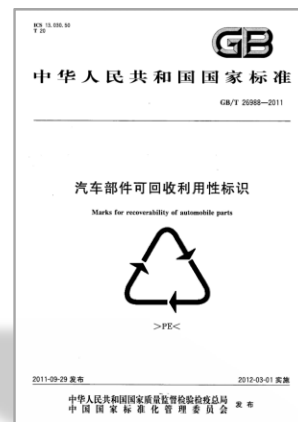 ICS 13.030.50
T 20
GB
中华人民共和国国家标准
GB/T 26988—2011
汽车部件可回收利用性标识
Marks for recoverability of automobile parts
>PE<
2011-09-29 发布
2012-03-01 实施
中华人民共和国国家质量监督检验检疫总局
中国国家标准化管理委员会
发布